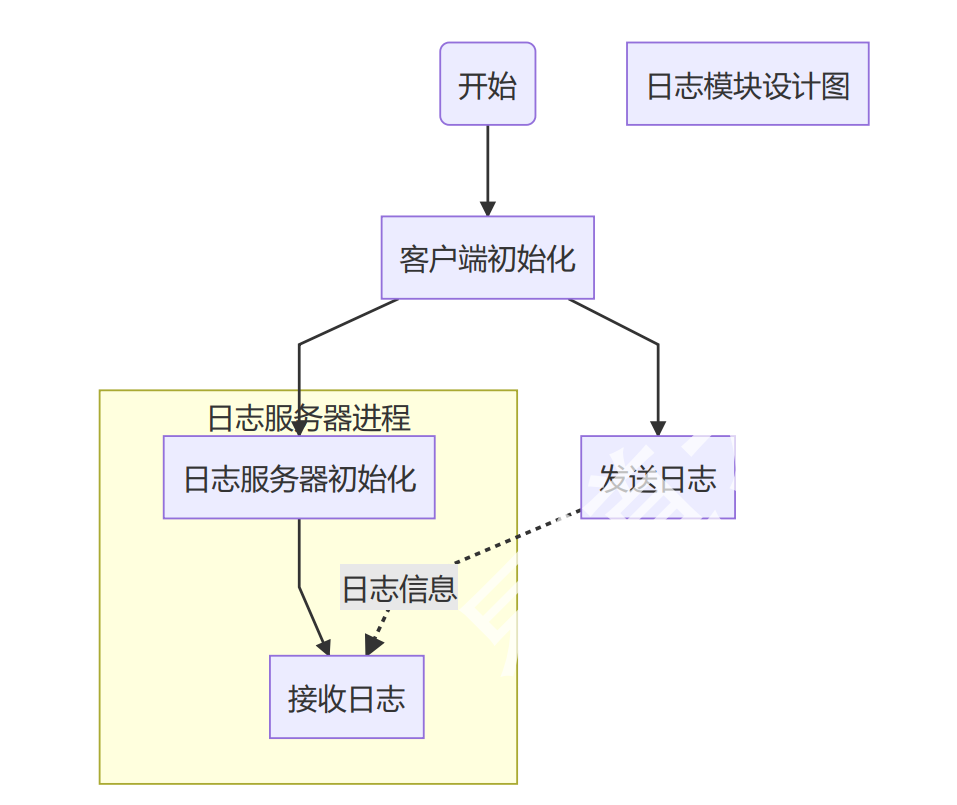 开始
日志模块设计图
客户端初始化
日志服务器进程
日志服务器初始化
发送日志
日志信息
接收日志